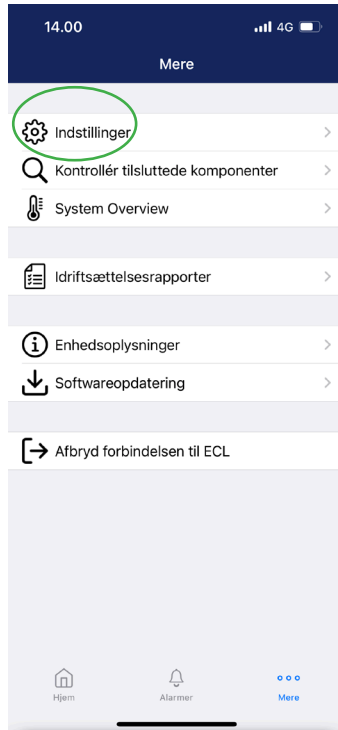 14.00
4G
Mere
Indstillinger
Kontrollér tilsluttede komponenter
System Overview
Idriftsættelsesrapporter
Enhedsoplysninger
Softwareopdatering
Afbryd forbindelsen til ECL
Hjem
Alarmer
Mere